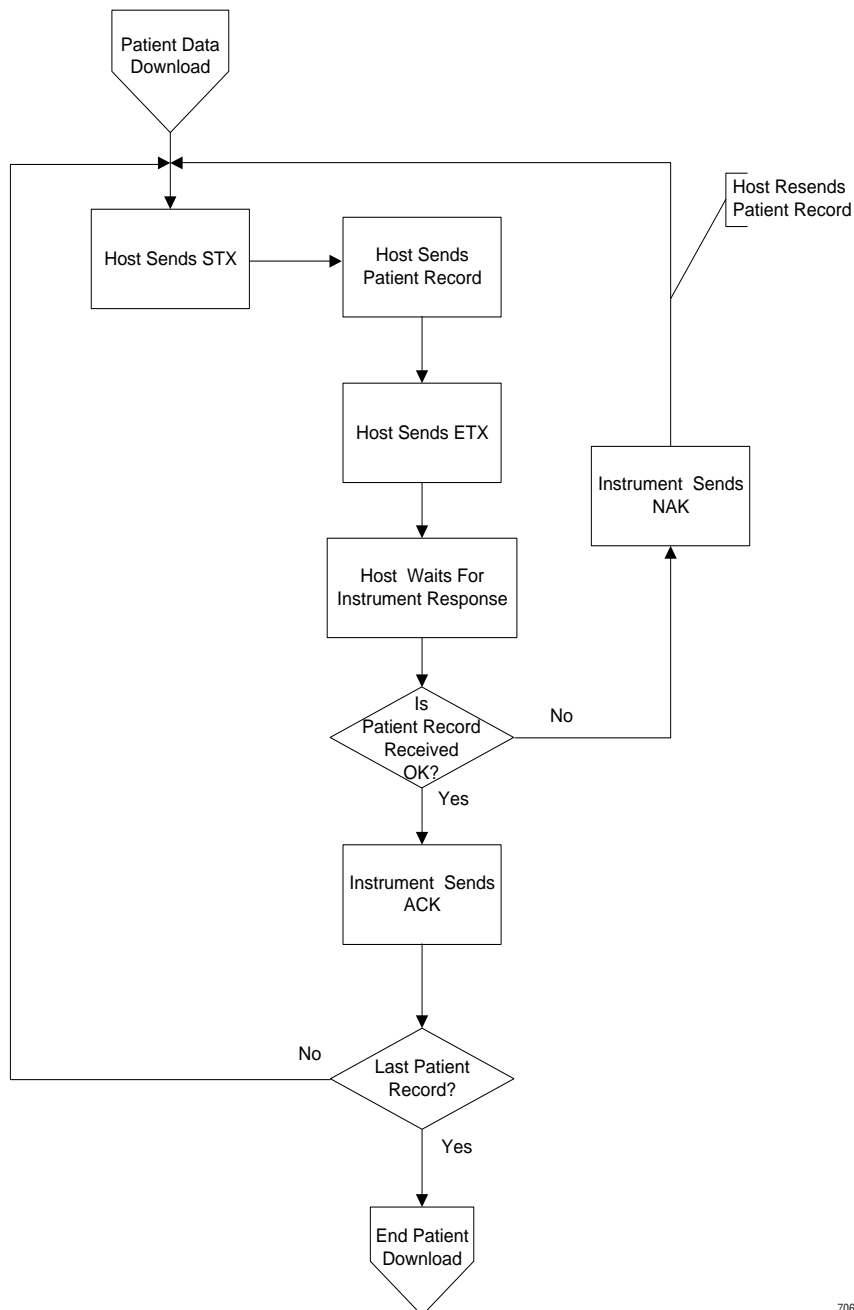 Patient Data
Download
Host Sends STX
Host Sends
Patient Record
Host Resends
Patient Record
Host Sends ETX
Instrument Sends
NAK
Host Waits For
Instrument Response
Is
Patient Record
Received
OK?
No
Yes
Instrument Sends
ACK
No
Last Patient
Record?
Yes
End Patient
Download
706